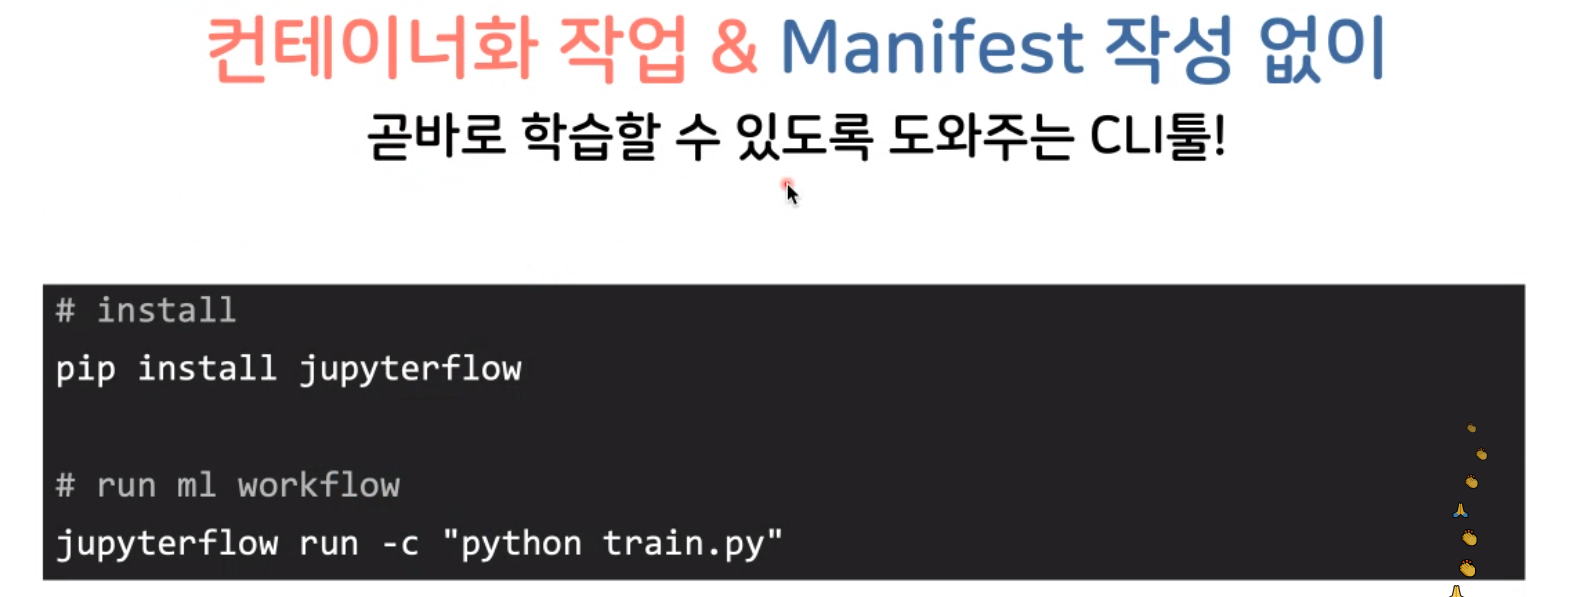 컨테이너화 작업 & Manifest 작성 없이
곧바로 학습할 수 있도록 도와주는 CLI툴!
# install
pip install jupyterflow
# run ml workflow
jupyterflow run -c "python train.py"